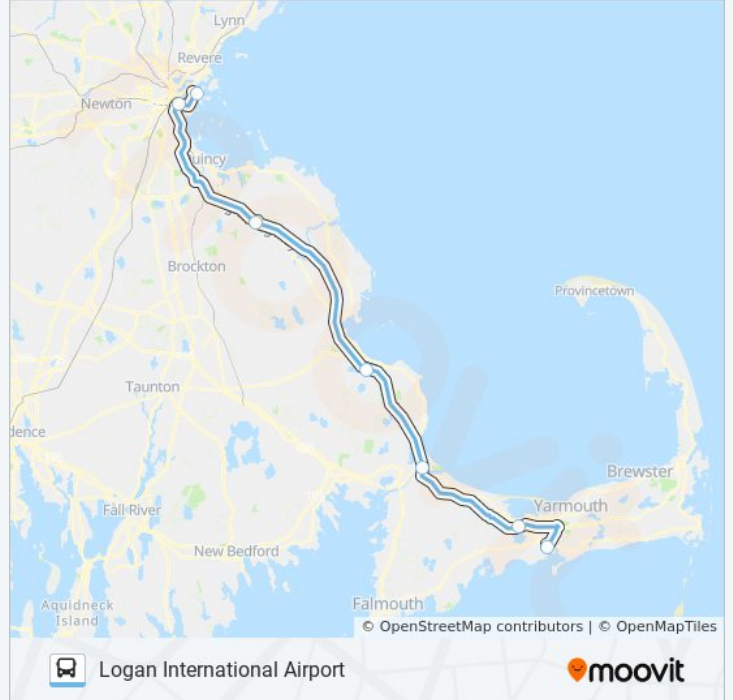 Lynn
Revere
Newton
uincy
Brockton
Provincetown
Taunton
dence
Brewster
Yarmouth
Fall River
New Bedford
Aquidneck
Island
Falmouth
© OpenStreetMap contributors | © OpenMapTiles
Logan International Airport
moovit